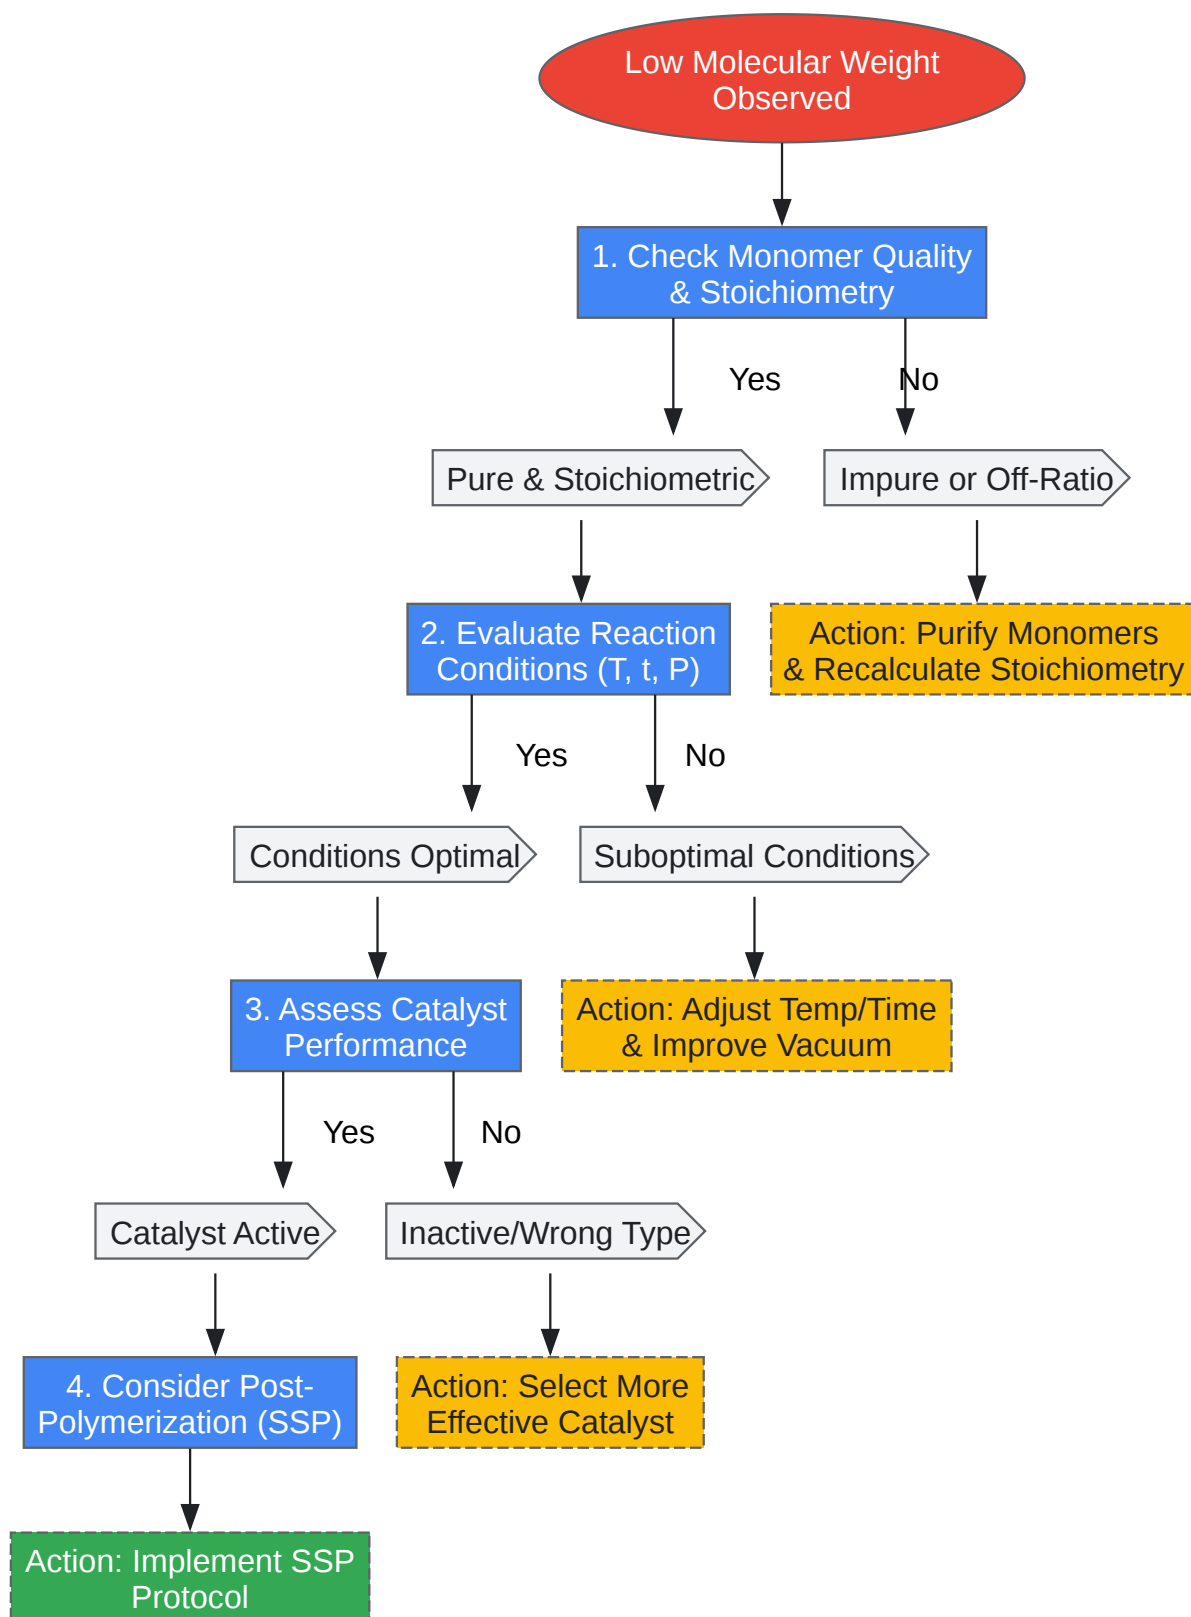 Low Molecular Weight
Observed
1. Check Monomer Quality
& Stoichiometry
Yes
No
Pure & Stoichiometric
Impure or Off-Ratio
2. Evaluate Reaction
Conditions (T, t, P)
Action: Purify Monomers
& Recalculate Stoichiometry
Yes
No
Conditions Optimal
Suboptimal Conditions
3. Assess Catalyst
Performance
Action: Adjust Temp/Time
& Improve Vacuum
Yes
No
Catalyst Active
Inactive/Wrong Type
4. Consider Post-
Polymerization (SSP)
Action: Select More
Effective Catalyst
Action: Implement SSP
Protocol